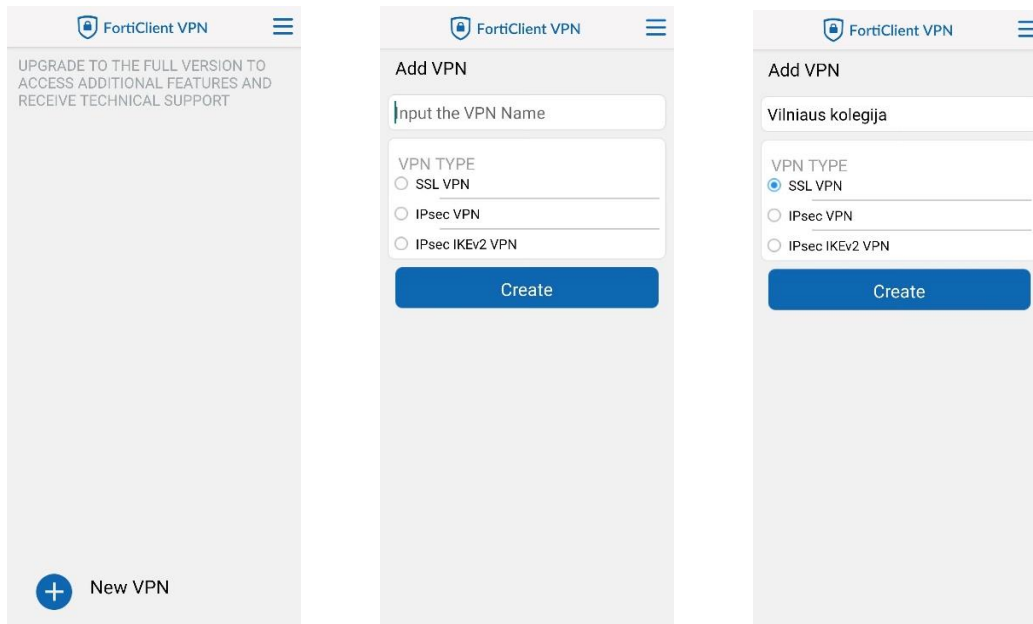 FortiClient VPN
UPGRADE TO THE FULL VERSION TO
ACCESS ADDITIONAL FEATURES AND
RECEIVE TECHNICAL SUPPORT
New VPN
FortiClient VPN
Add VPN
Input the VPN Name
VPN TYPE
SSL VPN
IPsec VPN
IPsec IKEv2 VPN
Create
FortiClient VPN
Add VPN
Vilniaus kolegija
VPN TYPE
SSL VPN
IPsec VPN
IPsec IKEv2 VPN
Create